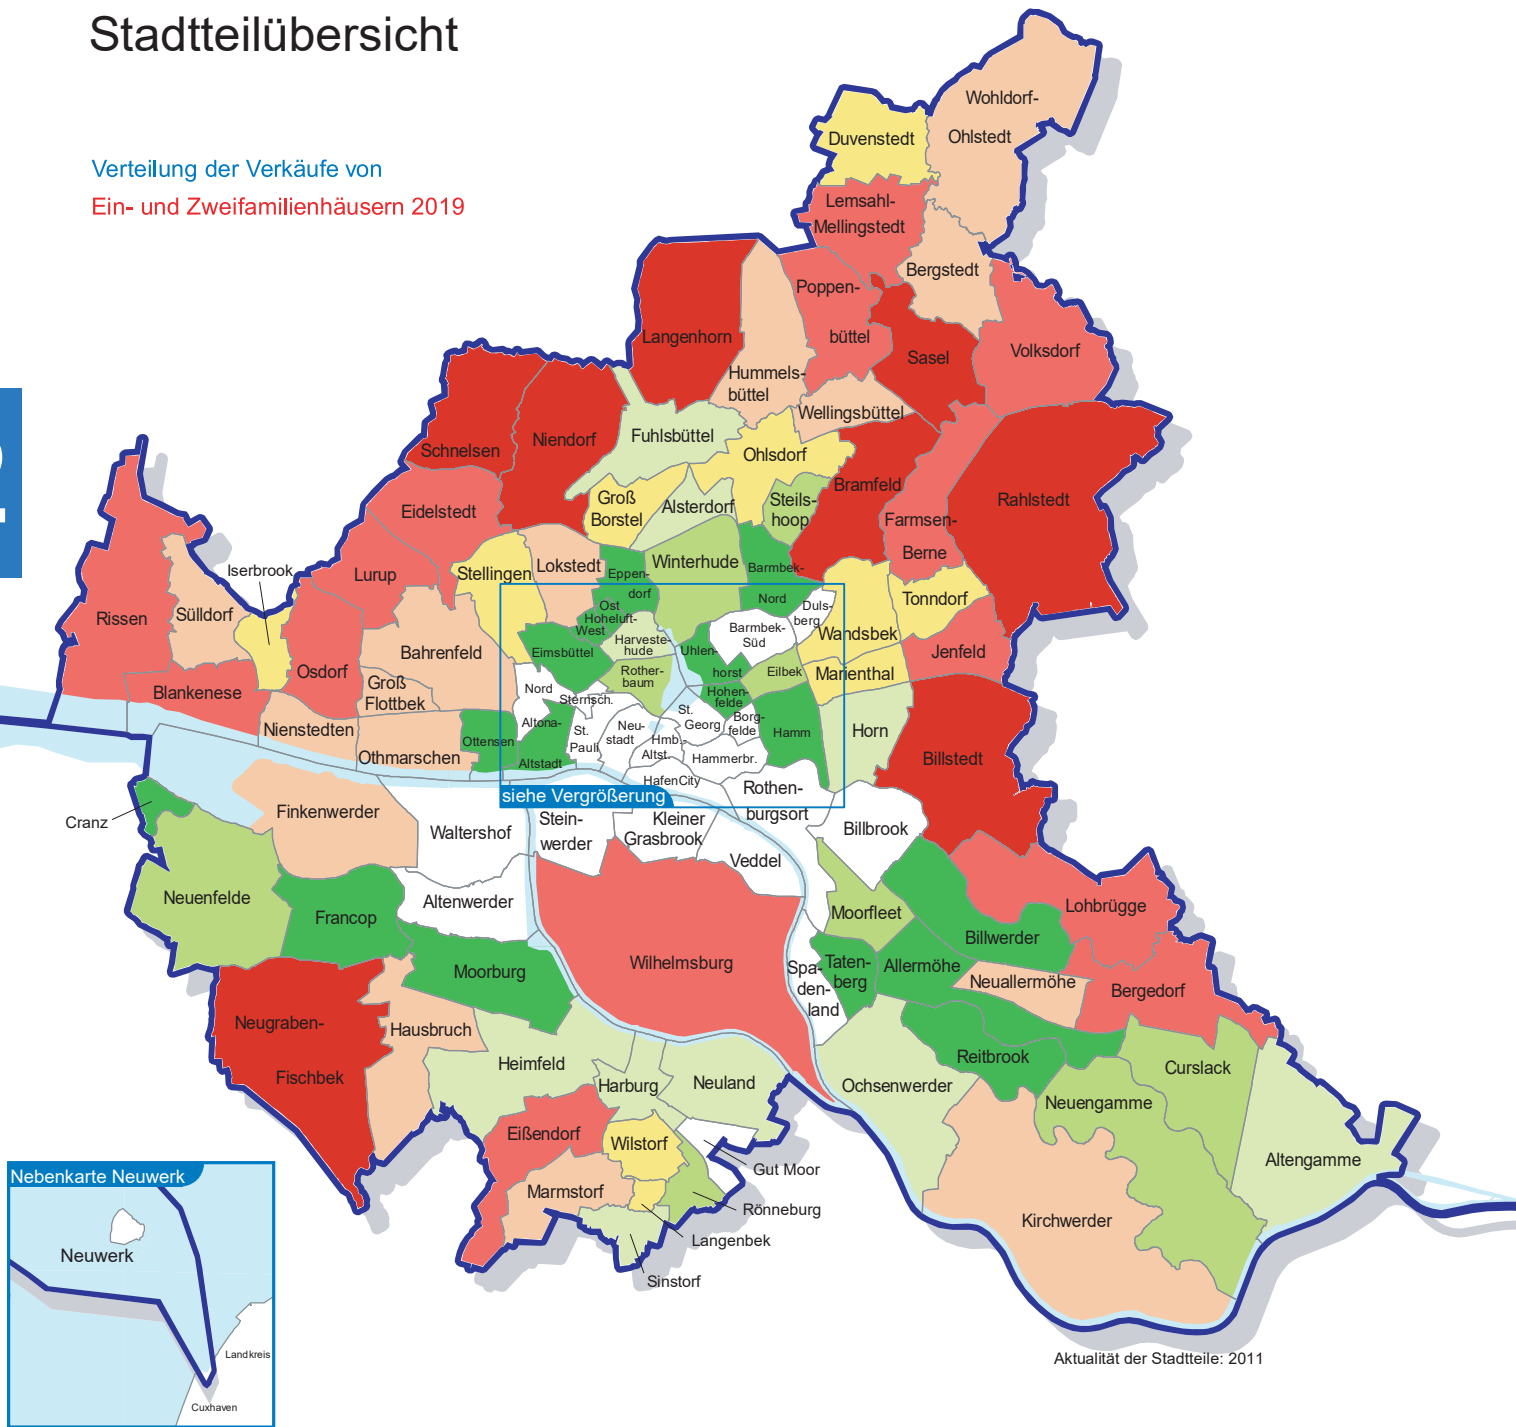 Stadtteilübersicht
Verteilung der Verkäufe von
Ein- und Zweifamilienhäusern 2019
Wohldorf-
Ohlstedt
Duvenstedt
Lemsahl-
Mellingstedt
Bergstedt
Poppen-
büttel
Langenhorn
Hummels-
büttel
Sasel
Volksdorf
Wellingsbüttel
Schnelsen
Niendorf
Fuhlsbüttel
Ohlsdorf
Bramfeld
Rahlstedt
Groß
Borstel
Alsterdorf
Steils-
hoop
Eidelstedt
Farmsen-
Berne
Iserbrook
Lurup
Stellingen
Lokstedt
Eppen-
dorf
Winterhude
Barmbek-
Nord
Tonndorf
Rissen
Sülldorf
Ost
Hoheluft-
West
Duls-
berg
Barmbek-
Süd
Wandsbek
Bahrenfeld
Eimsbüttel
Harveste-
hude
Uhlen-
horst
Jenfeld
Osdorf
Groß
Flottbek
Rother-
baum
Eilbek
Marienthal
Blankenese
Nord
Altona-
Altstadt
Sternsch.
Hohen-
felde
Nienstedten
Othmarschen
Ottensen
St.
Pauli
Neu-
stadt
St.
Georg
Borg-
felde
Hamm
Horn
Billstedt
Hmb.-
Altst.
Hammerbr.
HafenCity
siehe Vergrößerung
Rothen-
burgsort
Cranz
Finkenwerder
Waltershof
Stein-
werder
Kleiner
Grasbrook
Billbrook
Veddel
Neuenfelde
Francop
Altenwerder
Moorfleet
Lohbrügge
Billwerder
Moorburg
Wilhelmsburg
Spa-
den-
land
Taten-
berg
Allermöhe
Neuallermöhe
Bergedorf
Neugraben-
Fischbek
Hausbruch
Heimfeld
Harburg
Neuland
Reitbrook
Ochsenwerder
Curslack
Neuengamme
Eißendorf
Wilstorf
Gut Moor
Altengamme
Marmstorf
Rönneburg
Langenbek
Sinstorf
Kirchwerder
Nebenkarte Neuwerk
Neuwerk
Landkreis
Cuxhaven
Aktualität der Stadtteile: 2011